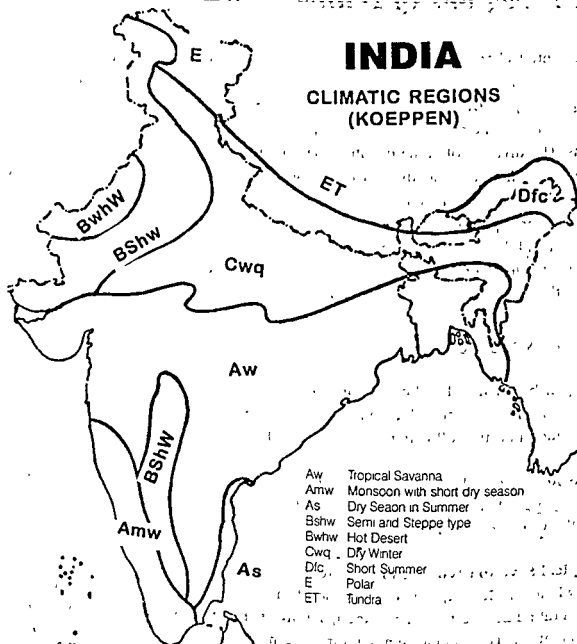 INDIA
CLIMATIC REGIONS
(KOEPPEN)
E
ET
Dfc
BwhW
BShw
Cwq
Aw
BShW
Amw
As
Aw Tropical Savanna
Amw Monsoon with short dry season
As Dry Seaon in Summer
Bshw Semi and Steppe type
Bwhw Hot Desert
Cwq Dry Winter
Dfc Short Summer
E Polar
ET Tundra